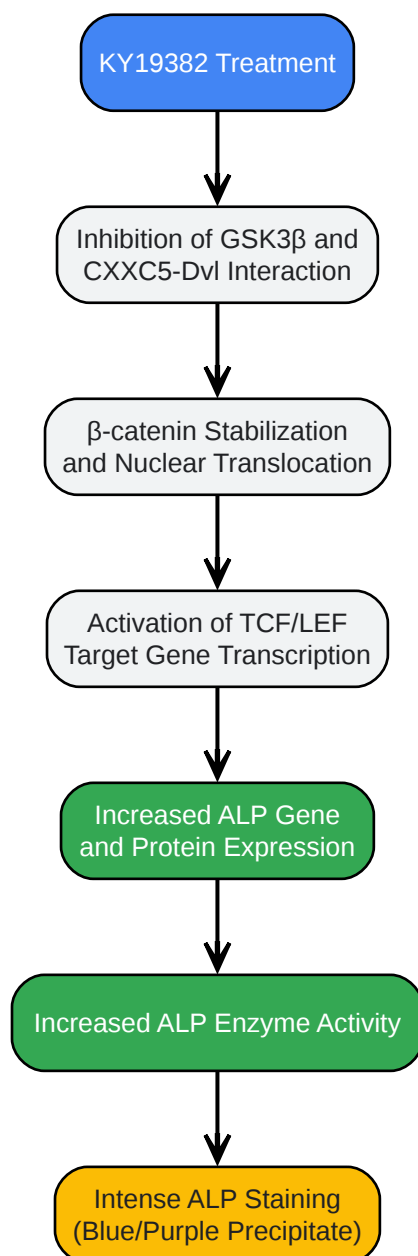 KY19382 Treatment
Inhibition of GSK3β and
CXXC5-Dvl Interaction
β-catenin Stabilization
and Nuclear Translocation
Activation of TCF/LEF
Target Gene Transcription
Increased ALP Gene
and Protein Expression
Increased ALP Enzyme Activity
Intense ALP Staining
(Blue/Purple Precipitate)